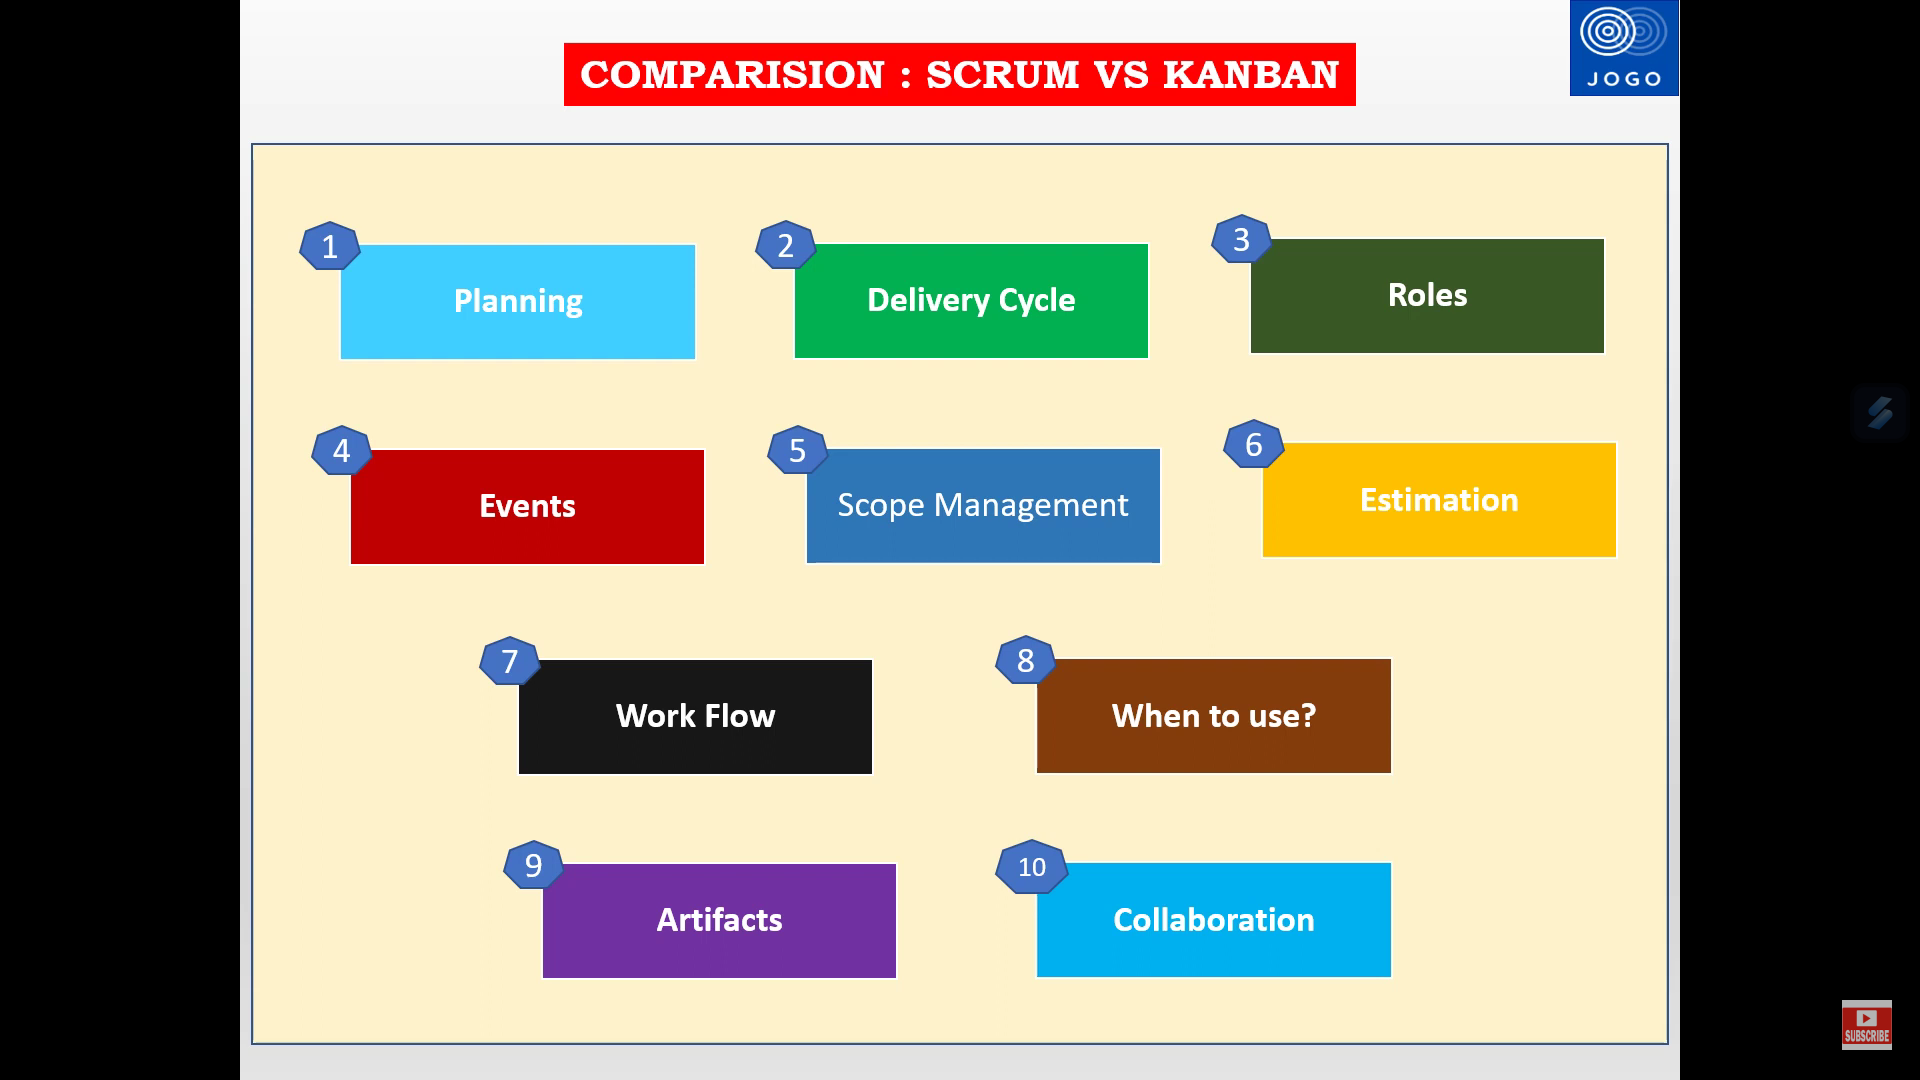 COMPARISION : SCRUM VS KANBAN
JOGO
1
Planning
2
Delivery Cycle
3
Roles
4
Events
5
Scope Management
6
Estimation
7
Work Flow
8
When to use?
9
Artifacts
10
Collaboration
SUBSCRIBE